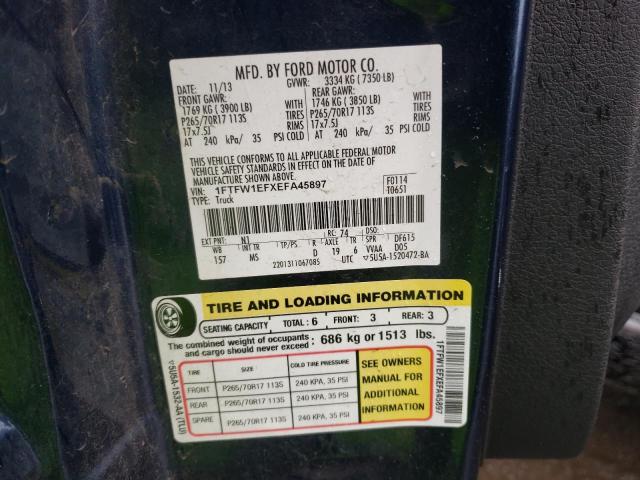 MFD. BY FORD MOTOR CO.
DATE: 11/13 GVWR: 3334 KG ( 7350 LB)
FRONT GAWR: REAR GAWR:
1769 KG ( 3900 LB) 1746 KG ( 3850 LB)
P265/70R17 113S TIRES P265/70R17 113S TIRES
17x7.5J RIMS 17x7.5J RIMS
AT 240 kPa/ 35 PSI COLD AT 240 kPa/ 35 PSI COLD
THIS VEHICLE CONFORMS TO ALL APPLICABLE FEDERAL MOTOR
VEHICLE SAFETY STANDARDS IN EFFECT ON THE DATE OF
MANUFACTURE SHOWN ABOVE.
VIN: 1FTFW1EFXEFA45897 F0114
TYPE: Truck T0651
EXT PNT: N1 RC: 74 DSO:
WB INT TR TP/PS R AXLE TR SPR DF615
157 MS D 19 6 VVAA D05
220131106708S UTC ▽5U5A-1520472-BA
TIRE AND LOADING INFORMATION
SEATING CAPACITY TOTAL: 6 FRONT: 3 REAR: 3
The combined weight of occupants and cargo should never exceed: 686 kg or 1513 lbs.
TIRE SIZE COLD TIRE PRESSURE
FRONT P265/70R17 113S 240 KPA, 35 PSI
REAR P265/70R17 113S 240 KPA, 35 PSI
SPARE P265/70R17 113S 240 KPA, 35 PSI
SEE OWNERS
MANUAL FOR
ADDITIONAL
INFORMATION
▽5U5A-1532-AA (TLU)
1FTFW1EFXEFA45897